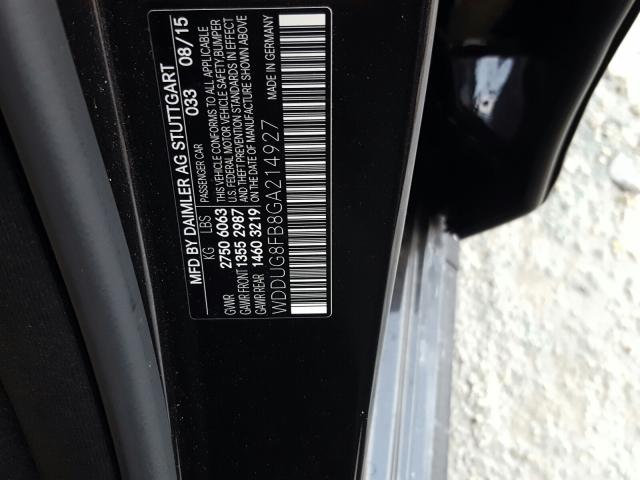 MFD BY DAIMLER AG STUTTGART
033 08/15
KG LBS PASSENGER CAR
GVWR 2750 6063 THIS VEHICLE CONFORMS TO ALL APPLICABLE
GAWR FRONT 1355 2987 U.S. FEDERAL MOTOR VEHICLE SAFETY, BUMPER
GAWR REAR 1460 3219 AND THEFT PREVENTION STANDARDS IN EFFECT
ON THE DATE OF MANUFACTURE SHOWN ABOVE
WDDUG8FB8GA214927 MADE IN GERMANY